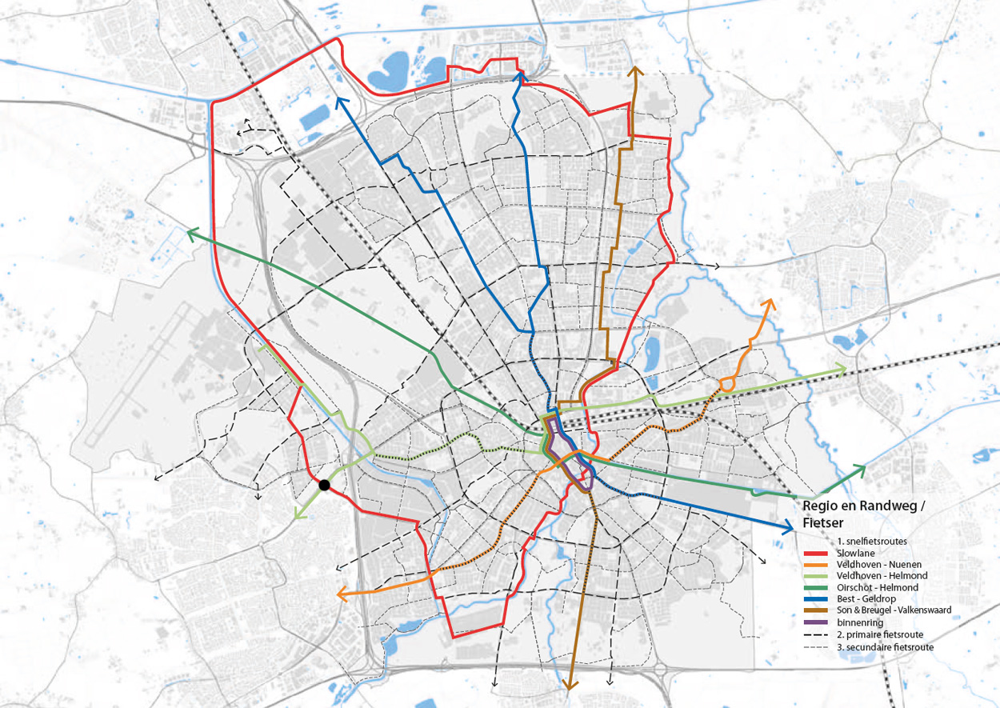 Regio en Randweg /
Fietser
1. snelfietsroutes
Slowlane
Veldhoven - Nuenen
Veldhoven - Helmond
Oirschot - Helmond
Best - Geldrop
Son & Breugel - Valkenswaard
binnenring
2. primaire fietsroute
3. secundaire fietsroute